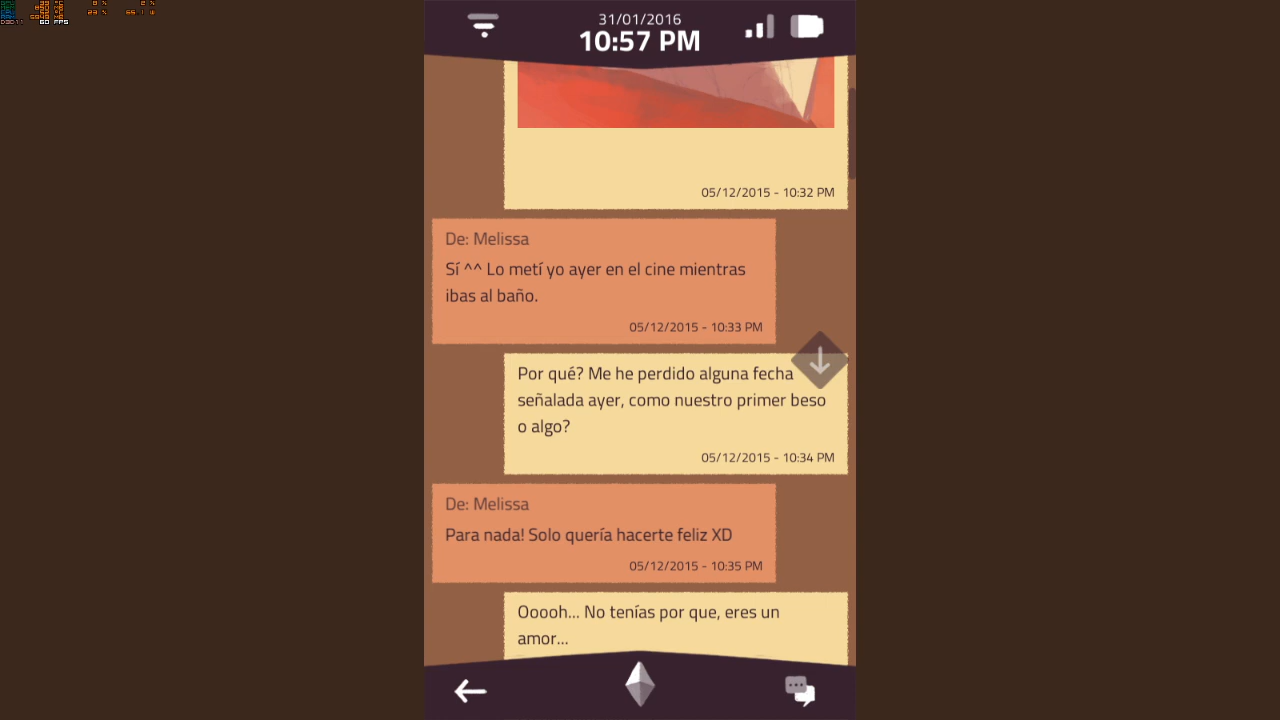 31/01/2016
10:57 PM
05/12/2015 - 10:32 PM
De: Melissa
Sí ^^ Lo metí yo ayer en el cine mientras
ibas al baño.
05/12/2015 - 10:33 PM
Por qué? Me he perdido alguna fecha
señalada ayer, como nuestro primer beso
o algo?
05/12/2015 - 10:34 PM
De: Melissa
Para nada! Solo quería hacerte feliz XD
05/12/2015 - 10:35 PM
Ooooh... No tenías por que, eres un
amor...